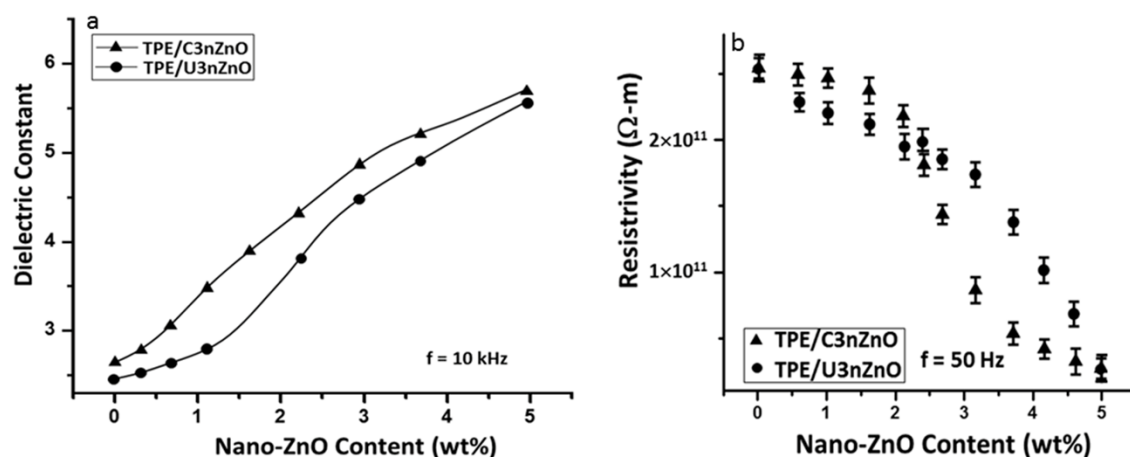 a
TPE/C3nZnO
TPE/U3nZnO
Dielectric Constant
6
5
4
3
f = 10 kHz
0 1 2 3 4 5
Nano-ZnO Content (wt%)
b
Resistrivity (Ω-m)
2×10¹¹
1×10¹¹
TPE/C3nZnO
TPE/U3nZnO
f = 50 Hz
0 1 2 3 4 5
Nano-ZnO Content (wt%)